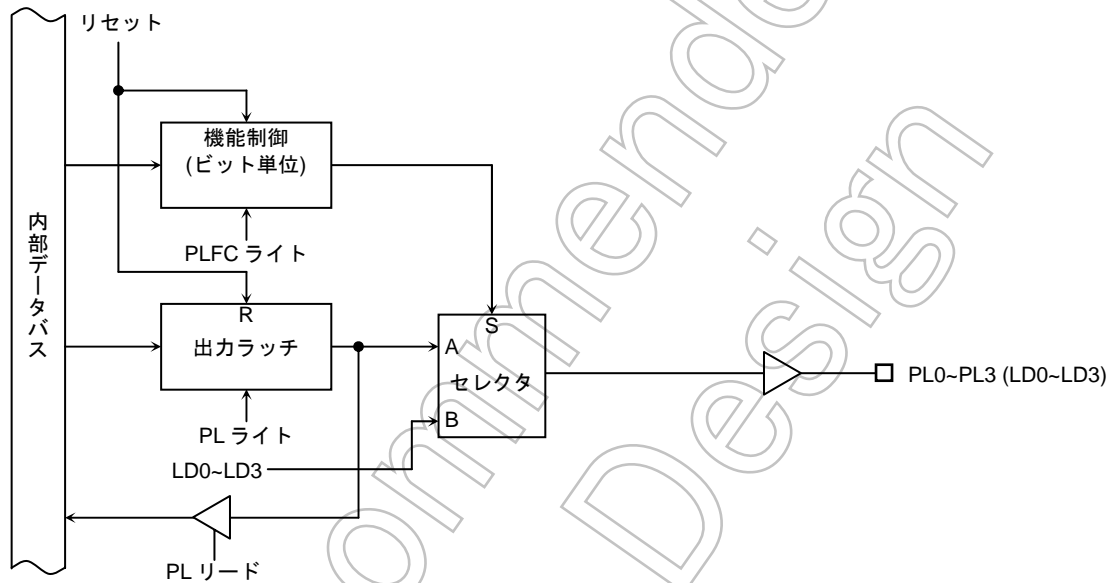 リセット
機能制御
(ビット単位)
PLFC ライト
内部データバス
R
出力ラッチ
PL ライト
S
A
セレクタ
B
LD0~LD3
PL0~PL3 (LD0~LD3)
PL リード
ommende
Design